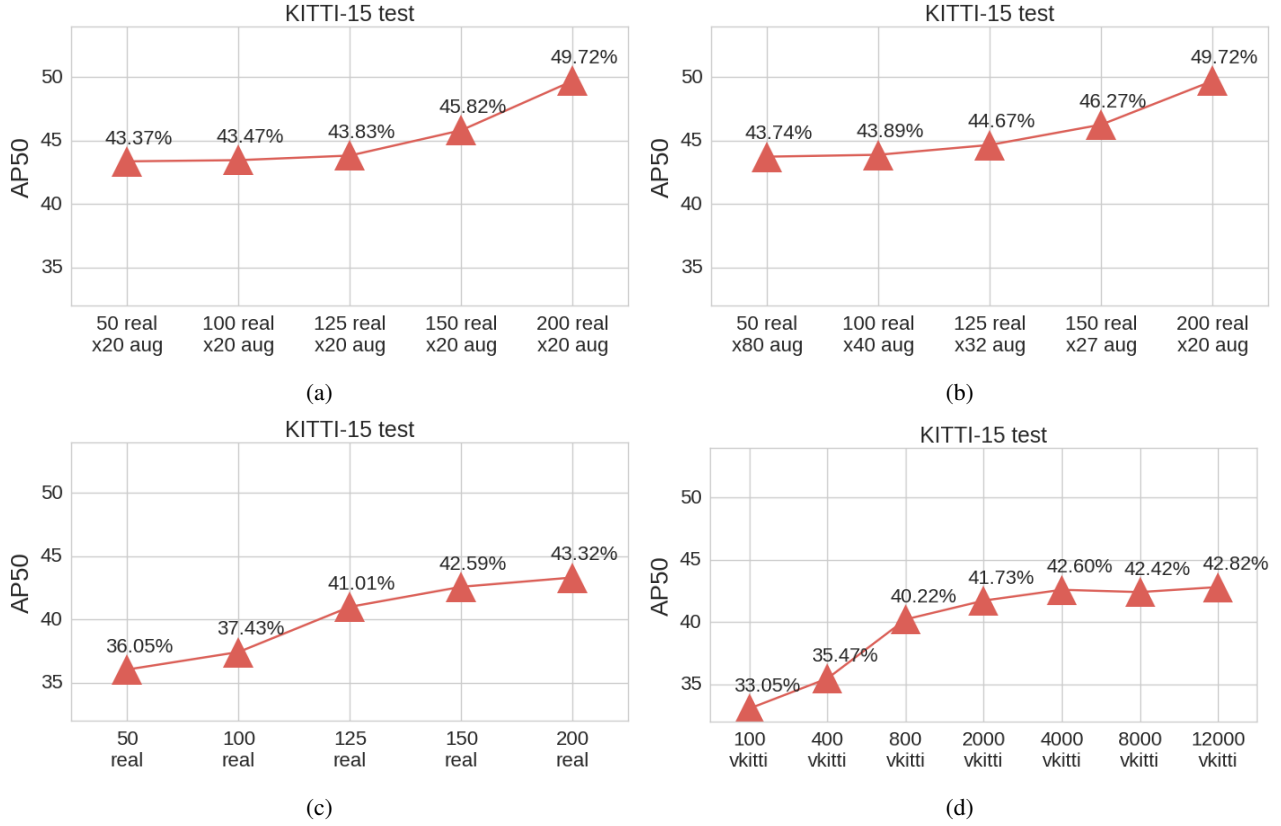 KITTI-15 test
AP50
50
45
40
35
43.37%
43.47%
43.83%
45.82%
49.72%
50 real
x20 aug
100 real
x20 aug
125 real
x20 aug
150 real
x20 aug
200 real
x20 aug
(a)
KITTI-15 test
AP50
50
45
40
35
43.74%
43.89%
44.67%
46.27%
49.72%
50 real
x80 aug
100 real
x40 aug
125 real
x32 aug
150 real
x27 aug
200 real
x20 aug
(b)
KITTI-15 test
AP50
50
45
40
35
36.05%
37.43%
41.01%
42.59%
43.32%
50
real
100
real
125
real
150
real
200
real
(c)
KITTI-15 test
AP50
50
45
40
35
33.05%
35.47%
40.22%
41.73%
42.60%
42.42%
42.82%
100
vkitti
400
vkitti
800
vkitti
2000
vkitti
4000
vkitti
8000
vkitti
12000
vkitti
(d)